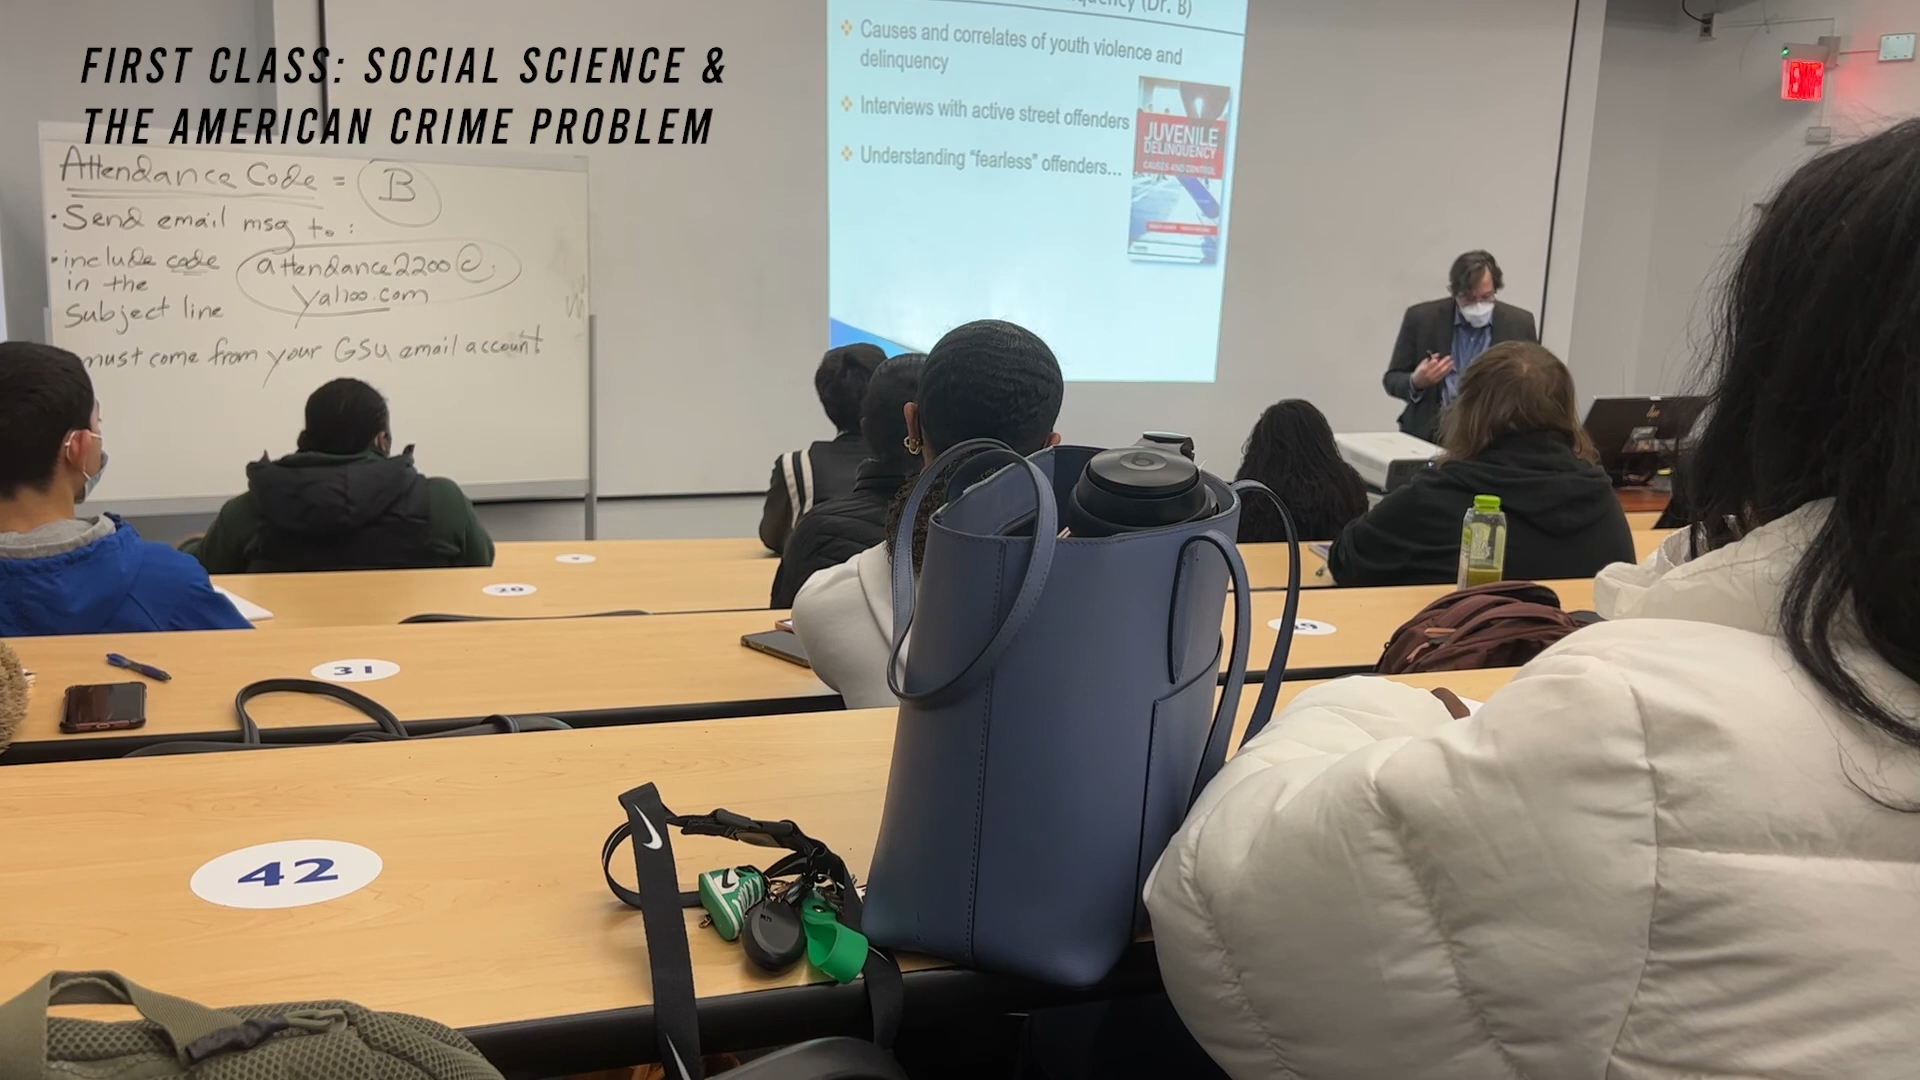 FIRST CLASS: SOCIAL SCIENCE &
THE AMERICAN CRIME PROBLEM
Attendance Code = B
• Send email msg to:
• include code
in the
subject line
attendance2200@
yahoo.com
must come from your GSU email account
(Dr. B)
❖ Causes and correlates of youth violence and
delinquency
❖ Interviews with active street offenders
❖ Understanding “fearless” offenders...
JUVENILE
DELINQUENCY
CAUSES AND CONTROL
EXIT
hp
20
31
42